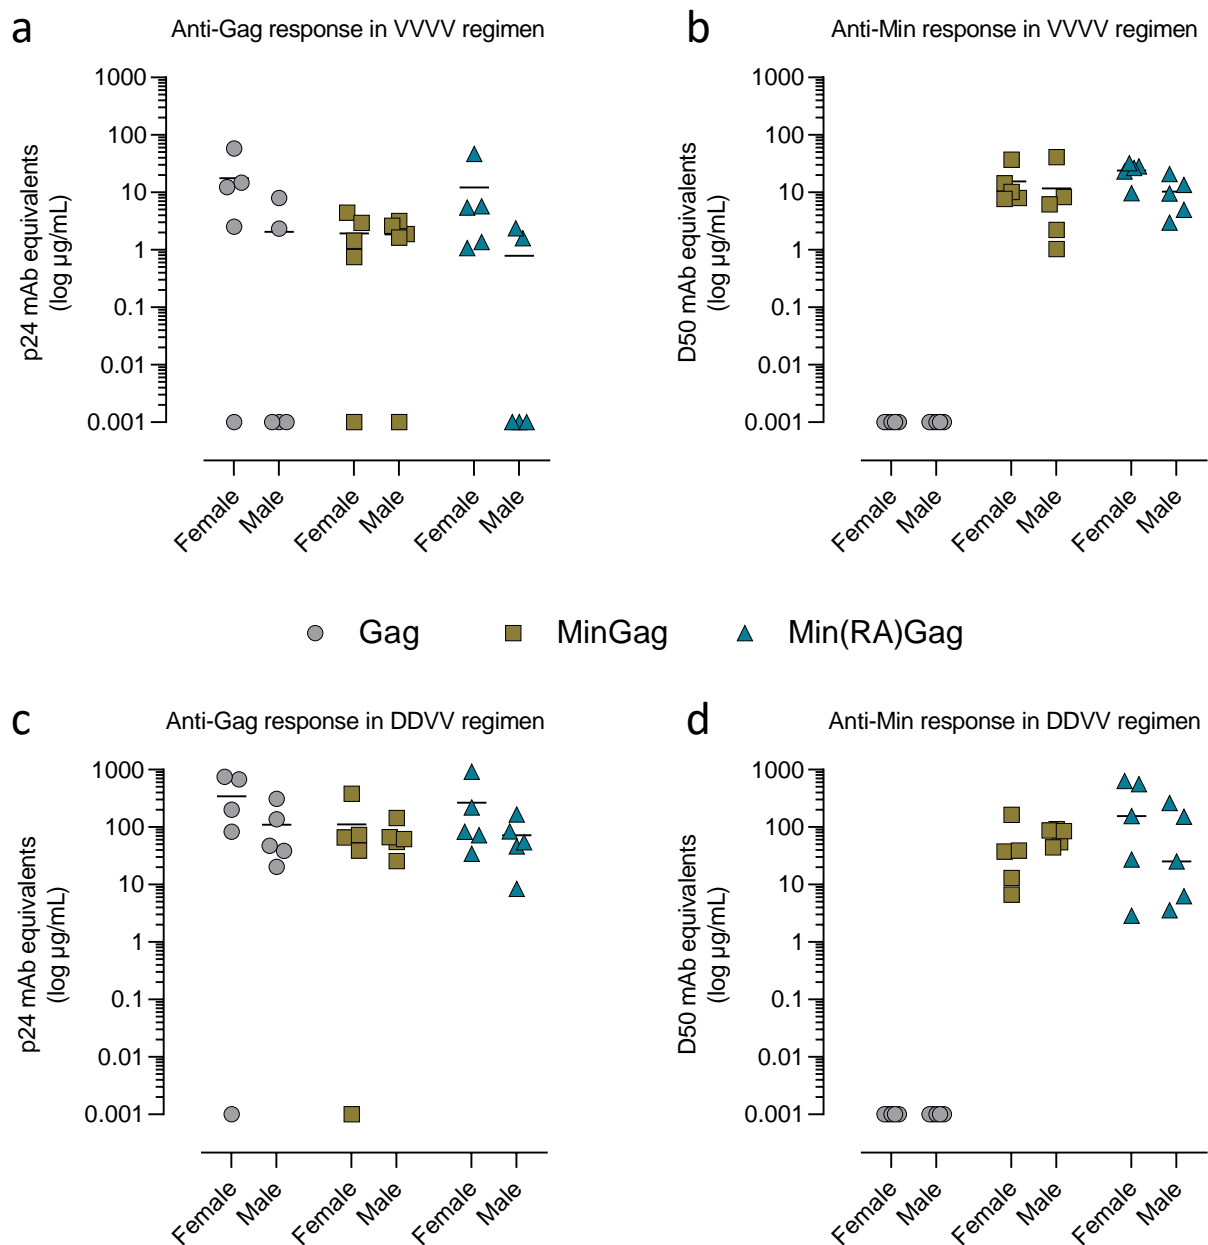 a
Anti-Gag response in VVVV regimen
p24 mAb equivalents
(log µg/mL)
1000
100
10
1
0.1
0.01
0.001
Female
Male
Female
Male
Female
Male
b
Anti-Min response in VVVV regimen
D50 mAb equivalents
(log µg/mL)
1000
100
10
1
0.1
0.01
0.001
Female
Male
Female
Male
Female
Male
Gag
MinGag
Min(RA)Gag
c
Anti-Gag response in DDVV regimen
p24 mAb equivalents
(log µg/mL)
1000
100
10
1
0.1
0.01
0.001
Female
Male
Female
Male
Female
Male
d
Anti-Min response in DDVV regimen
D50 mAb equivalents
(log µg/mL)
1000
100
10
1
0.1
0.01
0.001
Female
Male
Female
Male
Female
Male